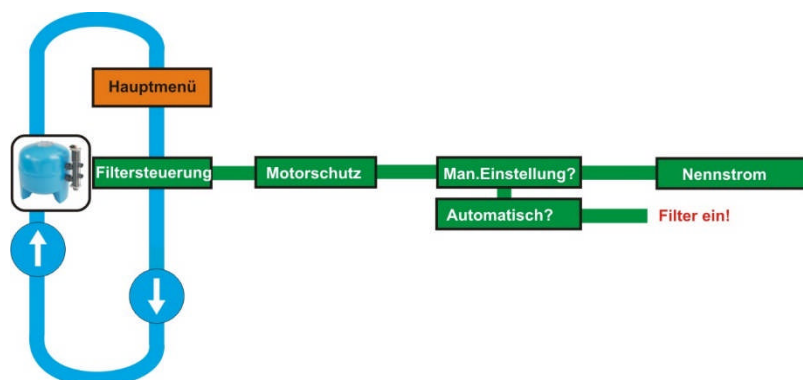 Hauptmenü
Filtersteuerung
Motorschutz
Man.Einstellung?
Nennstrom
Automatisch?
Filter ein!